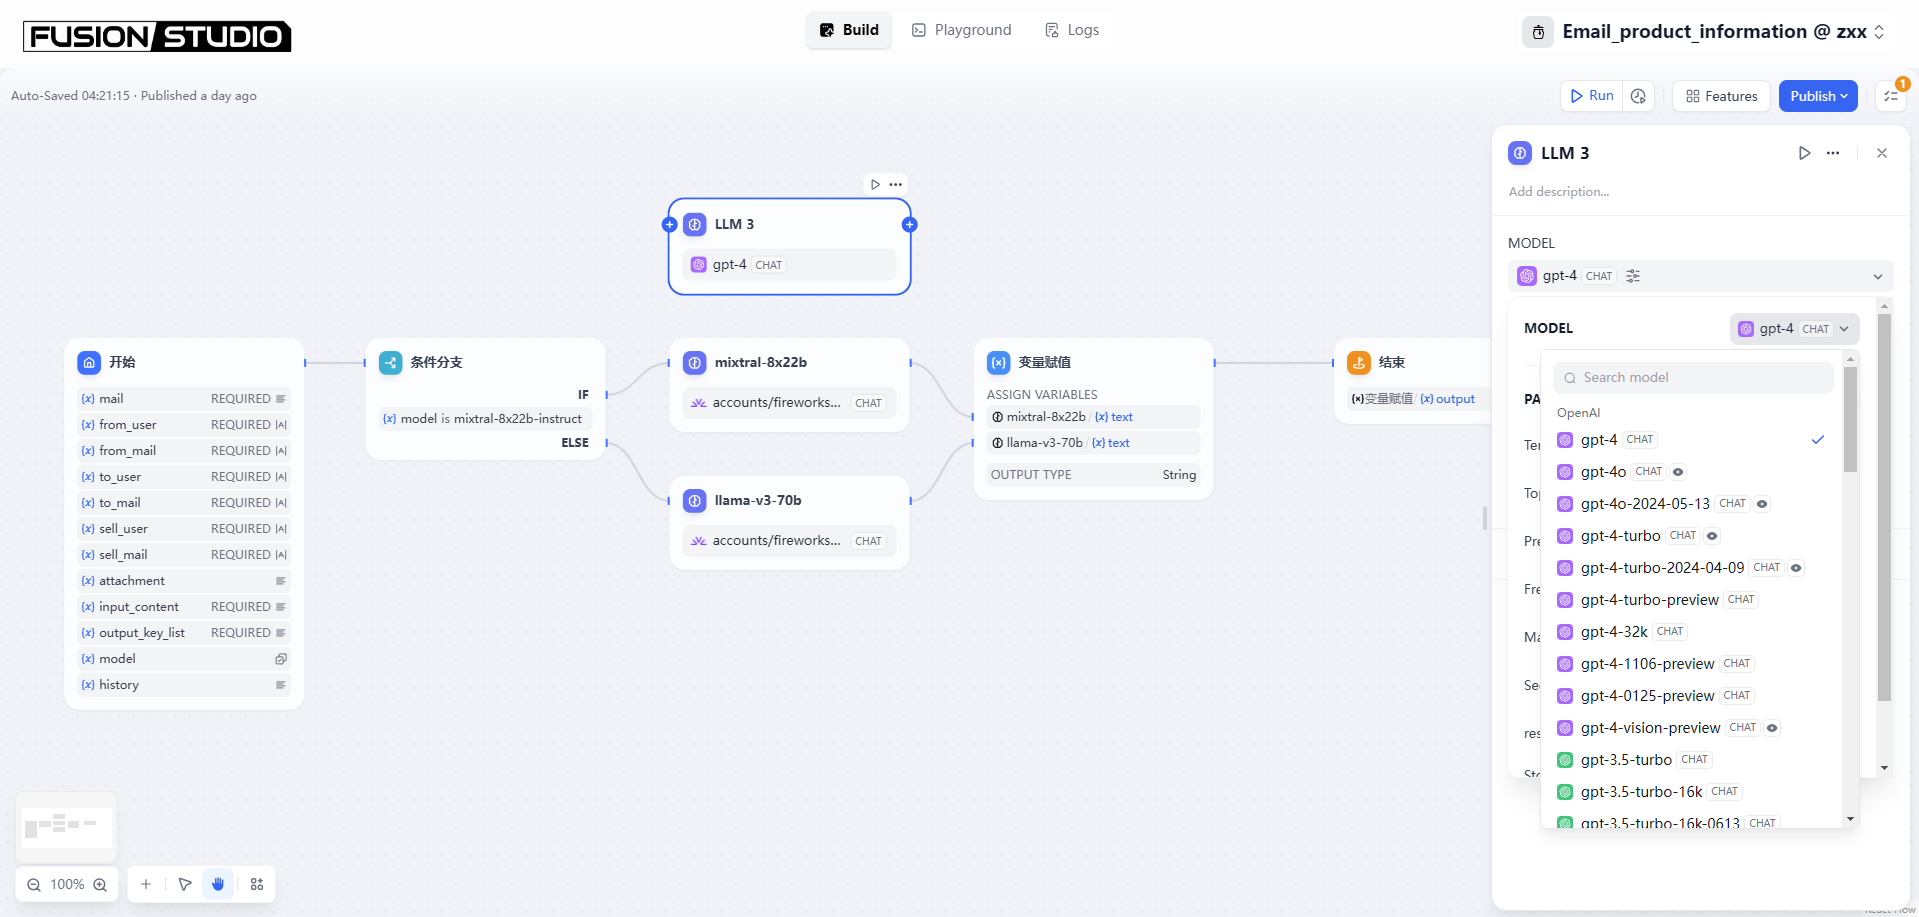 FUSION STUDIO
Build
Playground
Logs
Email_product_information @ zxx
Auto-Saved 04:21:15 · Published a day ago
Run
Features
Publish
1
LLM 3
gpt-4 CHAT
开始
mail REQUIRED
from_user REQUIRED
from_mail REQUIRED
to_user REQUIRED
to_mail REQUIRED
sell_user REQUIRED
sell_mail REQUIRED
attachment
input_content REQUIRED
output_key_list REQUIRED
model
history
条件分支
IF
{x} model is mixtral-8x22b-instruct
ELSE
mixtral-8x22b
accounts/fireworks... CHAT
llama-v3-70b
accounts/fireworks... CHAT
变量赋值
ASSIGN VARIABLES
mixtral-8x22b / {x} text
llama-v3-70b / {x} text
OUTPUT TYPE String
结束
变量赋值 / {x} output
100%
LLM 3
Add description...
MODEL
gpt-4 CHAT
MODEL
gpt-4 CHAT
Search model
OpenAI
gpt-4 CHAT
gpt-4o CHAT
gpt-4o-2024-05-13 CHAT
gpt-4-turbo CHAT
gpt-4-turbo-2024-04-09 CHAT
gpt-4-turbo-preview CHAT
gpt-4-32k CHAT
gpt-4-1106-preview CHAT
gpt-4-0125-preview CHAT
gpt-4-vision-preview CHAT
gpt-3.5-turbo CHAT
gpt-3.5-turbo-16k CHAT
gpt-3.5-turbo-16k-0613 CHAT